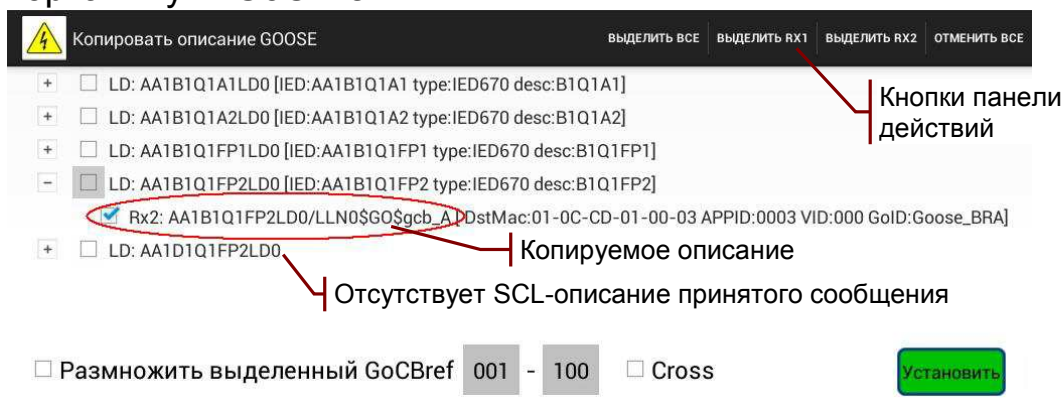 Копировать описание GOOSE ВЫДЕЛИТЬ ВСЕ ВЫДЕЛИТЬ RX1 ВЫДЕЛИТЬ RX2 ОТМЕНИТЬ ВСЕ
+ LD: AA1B1Q1A1LD0 [IED:AA1B1Q1A1 type:IED670 desc:B1Q1A1]
Кнопки панели
действий
+ LD: AA1B1Q1A2LD0 [IED:AA1B1Q1A2 type:IED670 desc:B1Q1A2]
+ LD: AA1B1Q1FP1LD0 [IED:AA1B1Q1FP1 type:IED670 desc:B1Q1FP1]
- LD: AA1B1Q1FP2LD0 [IED:AA1B1Q1FP2 type:IED670 desc:B1Q1FP2]
Rx2: AA1B1Q1FP2LD0/LLN0$GO$gcb_A [ DstMac:01-0C-CD-01-00-03 APPID:0003 VID:000 GoID:Goose_BRA]
Копируемое описание
+ LD: AA1D1Q1FP2LD0
Отсутствует SCL-описание принятого сообщения
Размножить выделенный GoCBref 001 - 100 Cross Установить